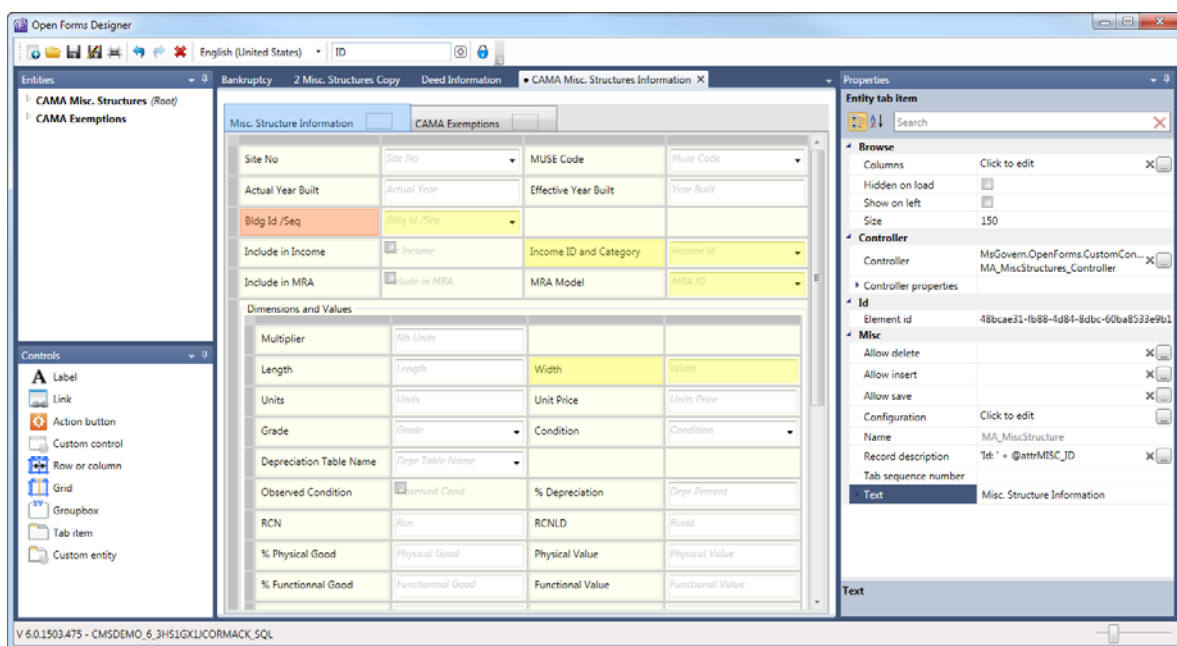 Open Forms Designer
English (United States) ID
Entities
CAMA Misc. Structures (Root)
CAMA Exemptions
Controls
A Label
Link
Action button
Custom control
Row or column
Grid
XY Groupbox
Tab item
Custom entity
Bankruptcy 2 Misc. Structures Copy Deed Information • CAMA Misc. Structures Information X
Misc. Structure Information CAMA Exemptions
Site No Site No MUSE Code Muse Code
Actual Year Built Actual Year Effective Year Built Year Built
Bldg Id /Seq Bldg Id /Seq
Include in Income Income Income ID and Category Income Id
Include in MRA clude in MRA MRA Model MRA ID
Dimensions and Values
Multiplier Nb Units
Length Length Width Width
Units Units Unit Price Units Price
Grade Grade Condition Condition
Depreciation Table Name Depr Table Name
Observed Condition served Cond % Depreciation Depr Percent
RCN Rcn RCNLD Rcnld
% Physical Good Physical Good Physical Value Physical Value
% Functionnal Good Functionnal Good Functional Value Functional Value
Properties
Entity tab item
Search
Browse
Columns Click to edit
Hidden on load
Show on left
Size 150
Controller
Controller MsGovern.OpenForms.CustomCon...
MA_MiscStructures_Controller
Controller properties
Id
Element id 48bcae31-fb88-4d84-8dbc-60ba8533e9b1
Misc
Allow delete
Allow insert
Allow save
Configuration Click to edit
Name MA_MiscStructure
Record description 'Id: ' + @attrMISC_ID
Tab sequence number
Text Misc. Structure Information
Text
V 6.0.1503.475 - CMSDEMO_6_3HS1GX1JCORMACK_SQL